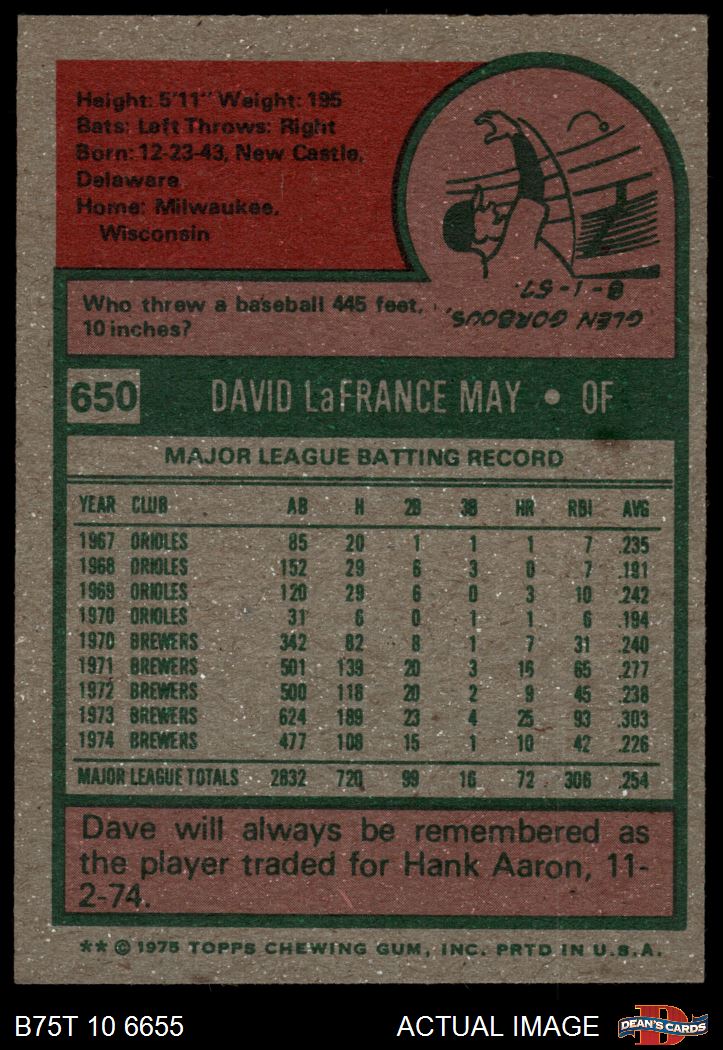 Height: 5'11" Weight: 195
Bats: Left Throws: Right
Born: 12-23-43, New Castle,
Delaware
Home: Milwaukee,
Wisconsin
Who threw a baseball 445 feet,
10 inches?
GLEN GORBOUS,
8-1-57.
650 DAVID LaFRANCE MAY • OF
MAJOR LEAGUE BATTING RECORD
YEAR CLUB AB H 2B 3B HR RBI AVG
1967 ORIOLES 85 20 1 1 1 7 .235
1968 ORIOLES 152 29 6 3 0 7 .191
1969 ORIOLES 120 29 6 0 3 10 .242
1970 ORIOLES 31 6 0 1 1 6 .194
1970 BREWERS 342 82 8 1 7 31 .240
1971 BREWERS 501 139 20 3 16 65 .277
1972 BREWERS 500 118 20 2 9 45 .238
1973 BREWERS 624 189 23 4 25 93 .303
1974 BREWERS 477 108 15 1 10 42 .226
MAJOR LEAGUE TOTALS 2832 720 99 16 72 306 .254
Dave will always be remembered as
the player traded for Hank Aaron, 11-
2-74.
** © 1975 TOPPS CHEWING GUM, INC. PRTD IN U.S.A.
B75T 10 6655 ACTUAL IMAGE DEAN'S CARDS